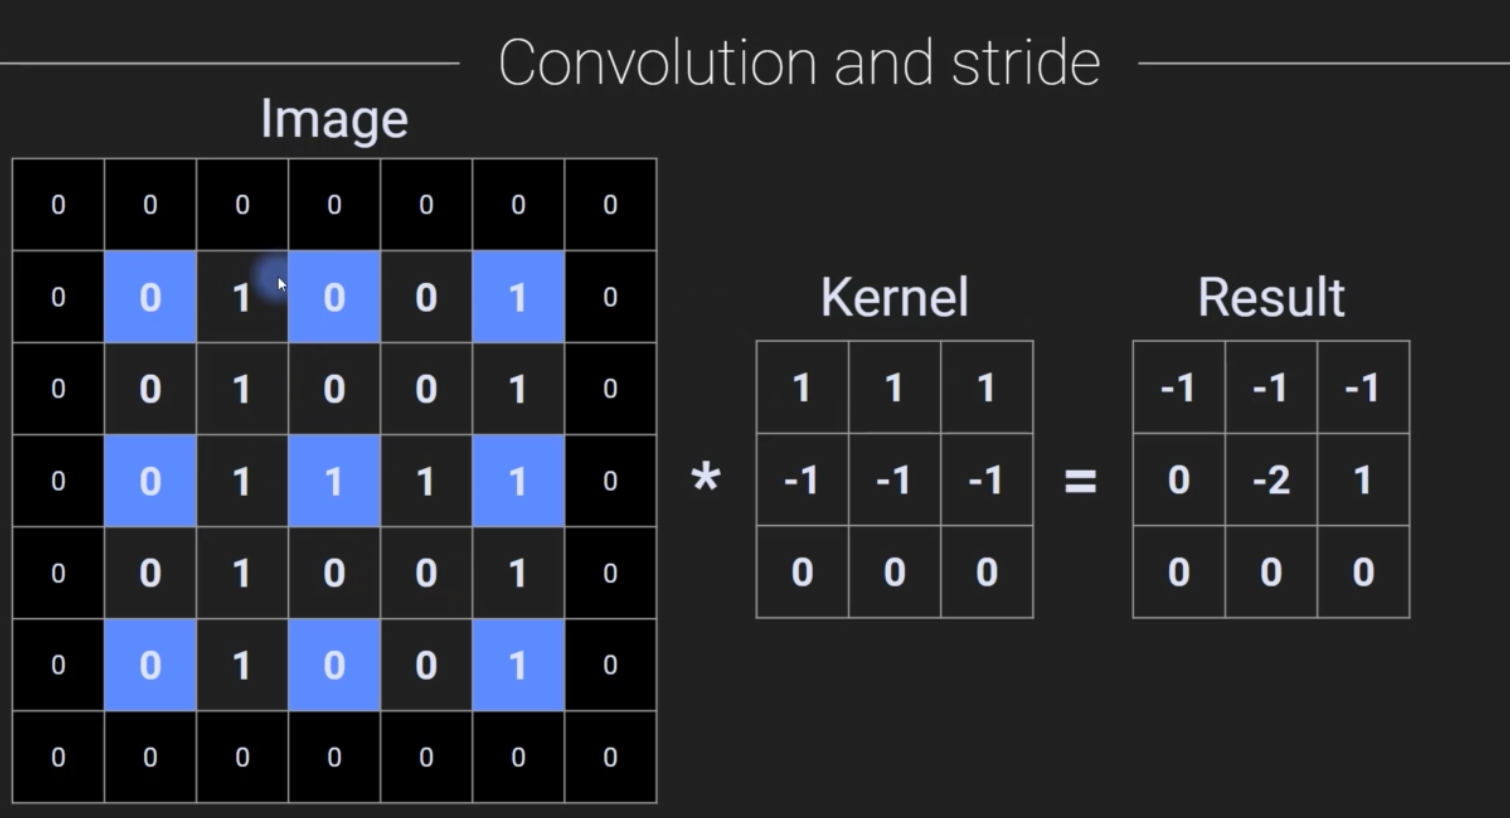 Convolution and stride
Image
0 0 0 0 0 0 0
0 0 1 0 0 1 0
0 0 1 0 0 1 0
0 0 1 1 1 1 0
0 0 1 0 0 1 0
0 0 1 0 0 1 0
0 0 0 0 0 0 0
*
Kernel
1 1 1
-1 -1 -1
0 0 0
=
Result
-1 -1 -1
0 -2 1
0 0 0